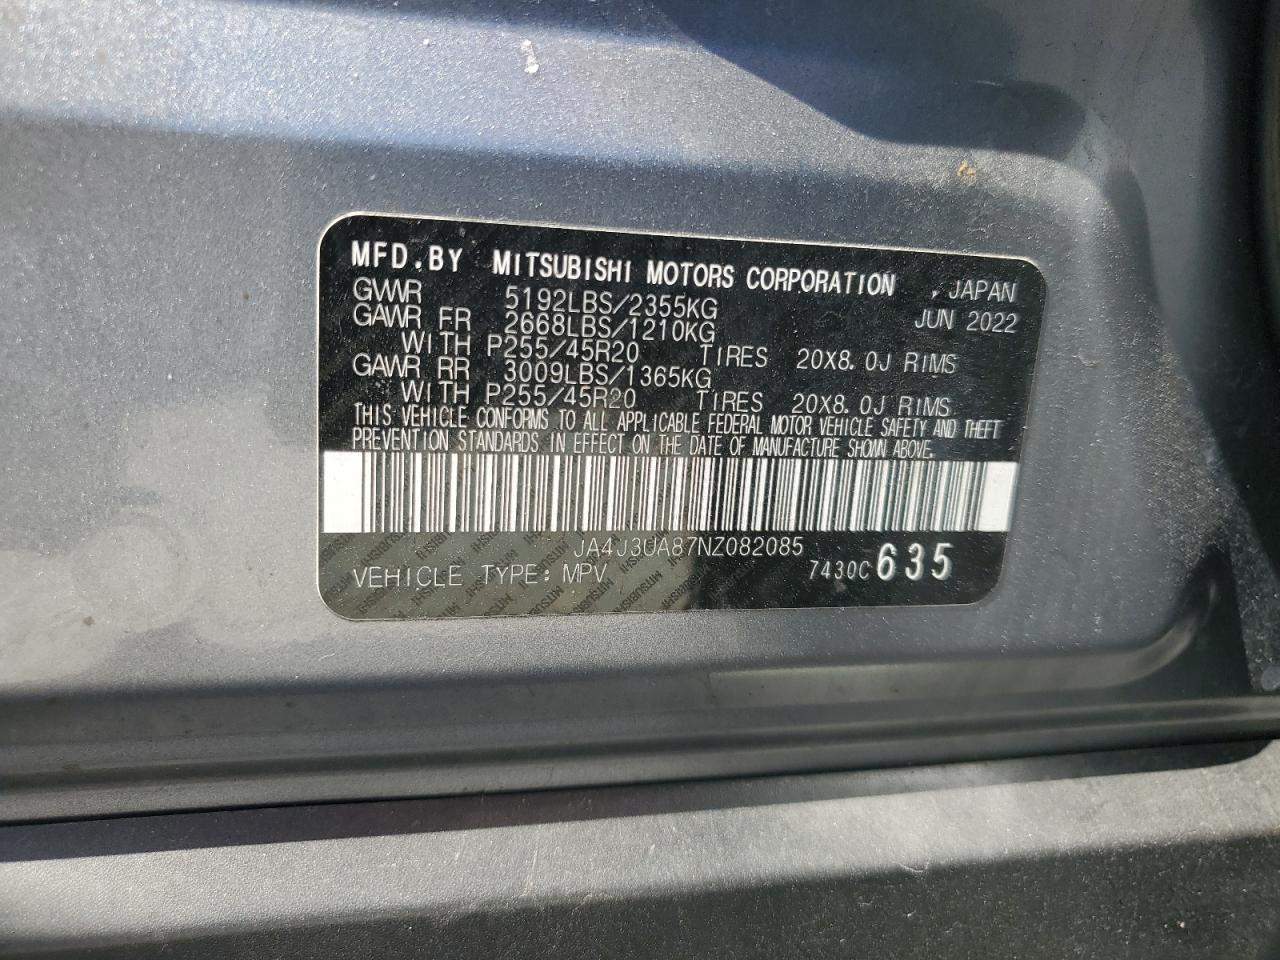 MFD.BY MITSUBISHI MOTORS CORPORATION , JAPAN
GVWR 5192LBS/2355KG JUN 2022
GAWR FR 2668LBS/1210KG
WITH P255/45R20 TIRES 20X8.0J RIMS
GAWR RR 3009LBS/1365KG
WITH P255/45R20 TIRES 20X8.0J RIMS
THIS VEHICLE CONFORMS TO ALL APPLICABLE FEDERAL MOTOR VEHICLE SAFETY AND THEFT
PREVENTION STANDARDS IN EFFECT ON THE DATE OF MANUFACTURE SHOWN ABOVE.
JA4J3UA87NZ082085
VEHICLE TYPE: MPV 7430C 635